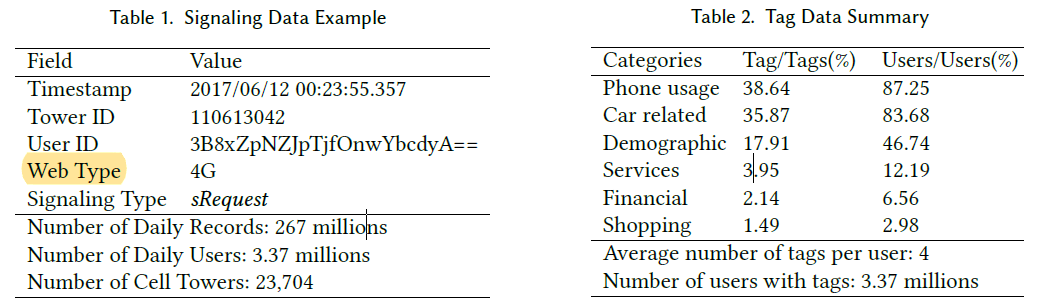 Table 1. Signaling Data Example
Field Value
Timestamp 2017/06/12 00:23:55.357
Tower ID 110613042
User ID 3B8xZpNZJpTjfOnwYbcdyA==
Web Type 4G
Signaling Type sRequest
Number of Daily Records: 267 millions
Number of Daily Users: 3.37 millions
Number of Cell Towers: 23,704
Table 2. Tag Data Summary
Categories Tag/Tags(%) Users/Users(%)
Phone usage 38.64 87.25
Car related 35.87 83.68
Demographic 17.91 46.74
Services 3.95 12.19
Financial 2.14 6.56
Shopping 1.49 2.98
Average number of tags per user: 4
Number of users with tags: 3.37 millions